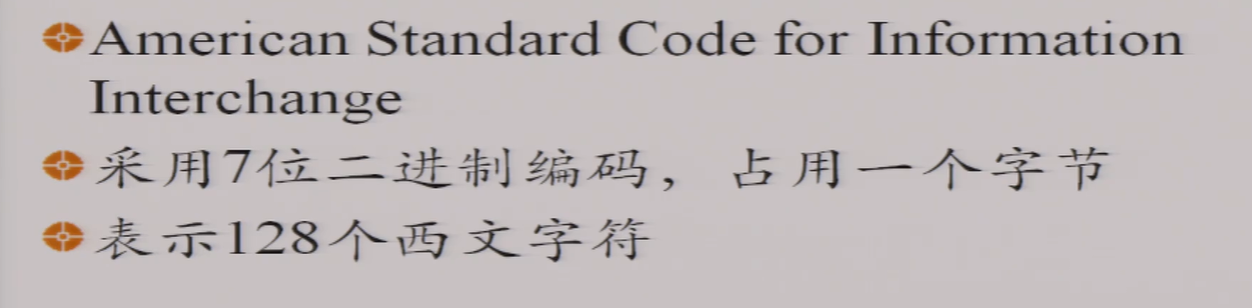 American Standard Code for Information
Interchange
采用7位二进制编码，占用一个字节
表示128个西文字符